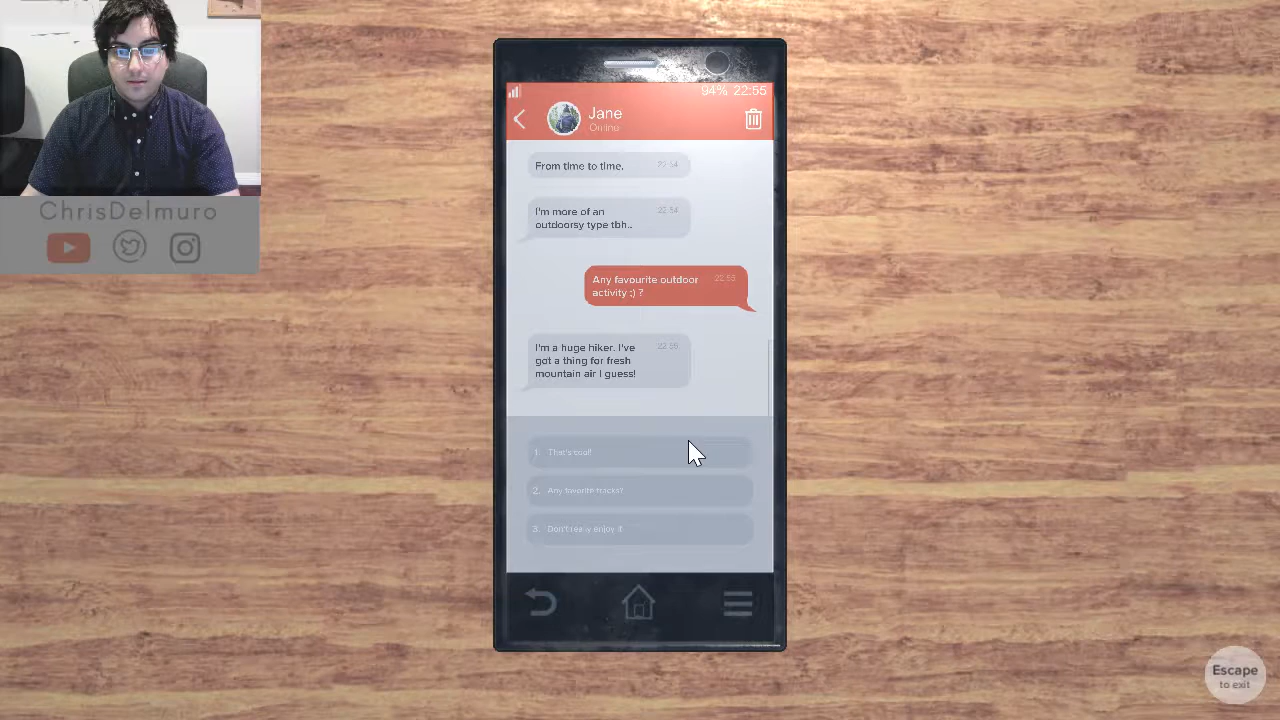 ChrisDelmuro
94% 22:55
Jane
Online
From time to time. 22:54
I'm more of an 22:54
outdoorsy type tbh..
Any favourite outdoor 22:55
activity ;) ?
I'm a huge hiker. I've 22:55
got a thing for fresh
mountain air I guess!
1. That's cool!
2. Any favorite tracks?
3. Don't really enjoy it
Escape
to exit